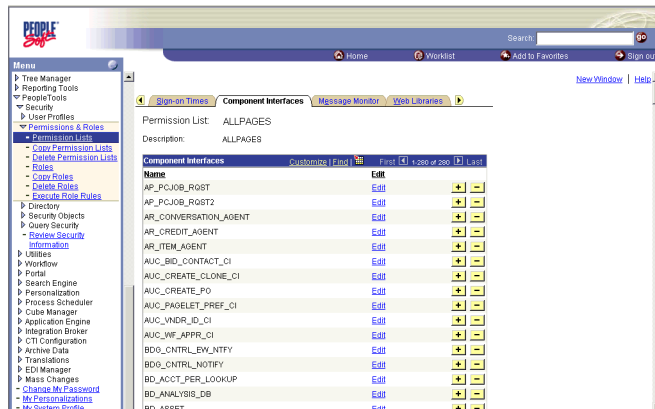 PEOPLE
Soft
Search:
go
Home
Worklist
Add to Favorites
Sign out
Menu
Tree Manager
Reporting Tools
PeopleTools
Security
User Profiles
Permissions & Roles
Permission Lists
Copy Permission Lists
Delete Permission Lists
Roles
Copy Roles
Delete Roles
Execute Role Rules
Directory
Security Objects
Query Security
Review Security
Information
Utilities
Workflow
Portal
Search Engine
Personalization
Process Scheduler
Cube Manager
Application Engine
Integration Broker
CTI Configuration
Archive Data
Translations
EDI Manager
Mass Changes
Change My Password
My Personalizations
My System Profile
New Window | Help
Sign-on Times Component Interfaces Message Monitor Web Libraries
Permission List: ALLPAGES
Description: ALLPAGES
Component Interfaces Customize | Find | First 1-280 of 280 Last
Name Edit
AP_PCJOB_RQST Edit + -
AP_PCJOB_RQST2 Edit + -
AR_CONVERSATION_AGENT Edit + -
AR_CREDIT_AGENT Edit + -
AR_ITEM_AGENT Edit + -
AUC_BID_CONTACT_CI Edit + -
AUC_CREATE_CLONE_CI Edit + -
AUC_CREATE_PO Edit + -
AUC_PAGELET_PREF_CI Edit + -
AUC_VNDR_ID_CI Edit + -
AUC_WF_APPR_CI Edit + -
BDG_CNTRL_EW_NTFY Edit + -
BDG_CNTRL_NOTIFY Edit + -
BD_ACCT_PER_LOOKUP Edit + -
BD_ANALYSIS_DB Edit + -
BD_ASSET Edit + -